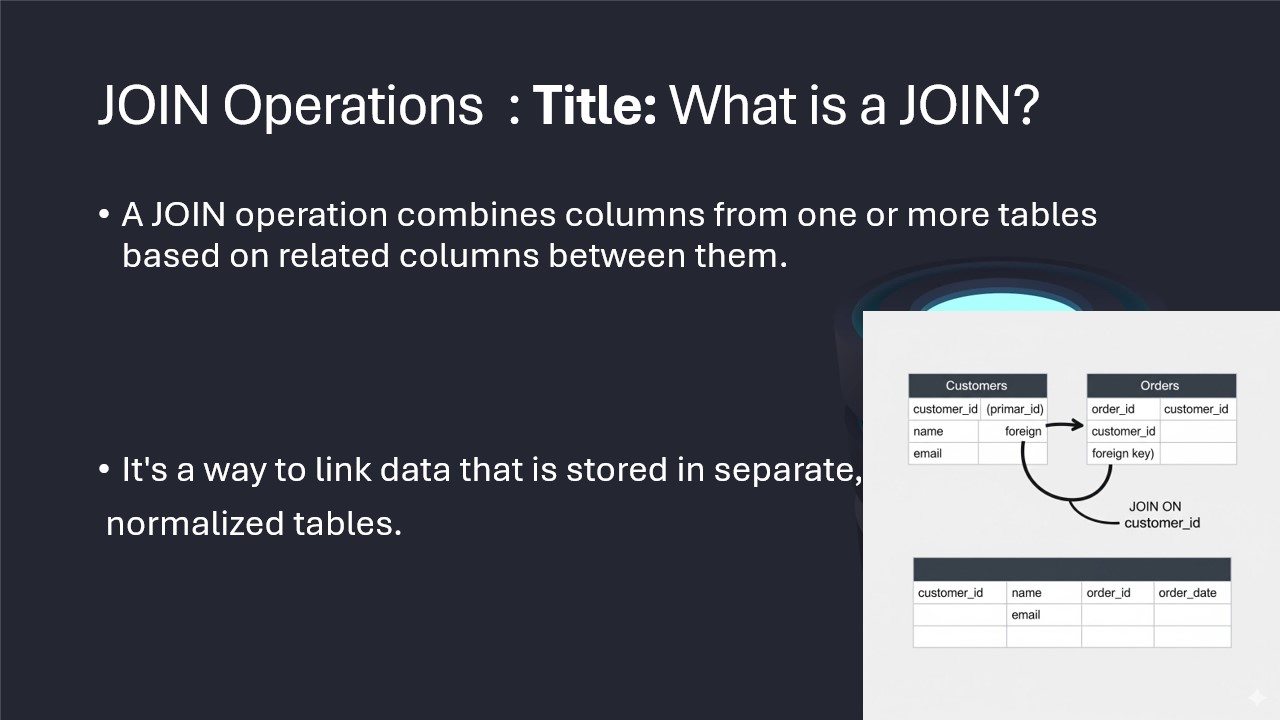 JOIN Operations : Title: What is a JOIN?
• A JOIN operation combines columns from one or more tables
based on related columns between them.
• It's a way to link data that is stored in separate,
normalized tables.
Customers
customer_id (primar_id)
name foreign
email
Orders
order_id customer_id
customer_id
foreign key)
JOIN ON
customer_id
customer_id name order_id order_date
email